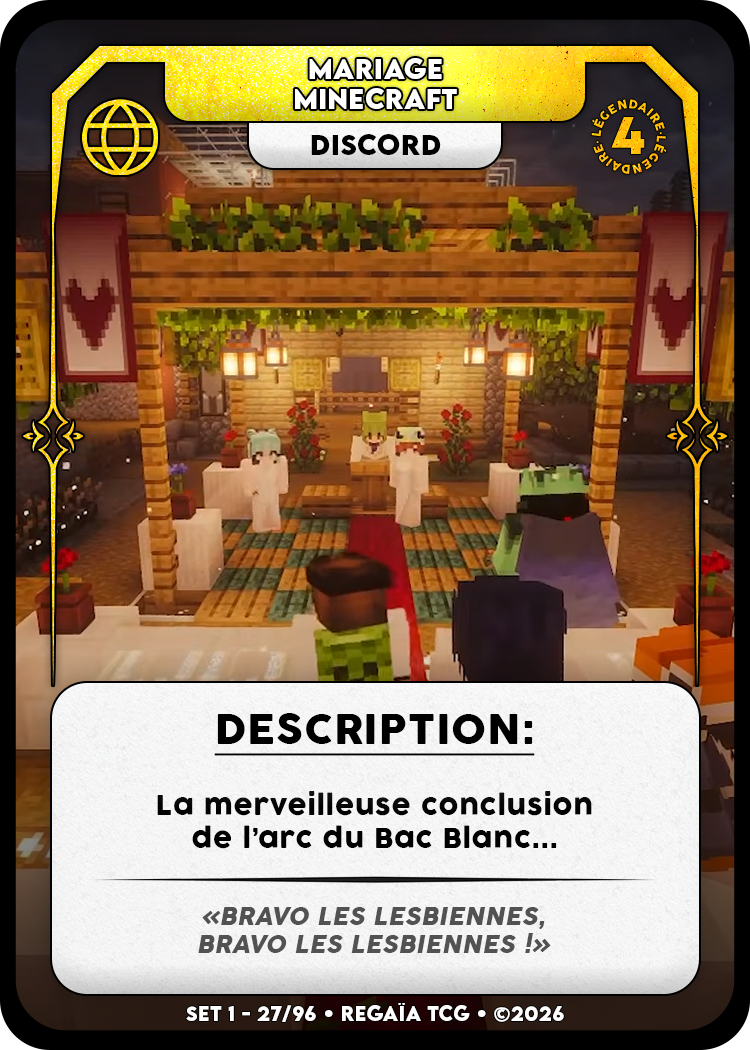 MARIAGE
MINECRAFT
DISCORD
LÉGENDAIRE·LÉGENDAIRE·
4
DESCRIPTION:
La merveilleuse conclusion
de l'arc du Bac Blanc...
«BRAVO LES LESBIENNES,
BRAVO LES LESBIENNES !»
SET 1 - 27/96 • REGAÏA TCG • ©2026